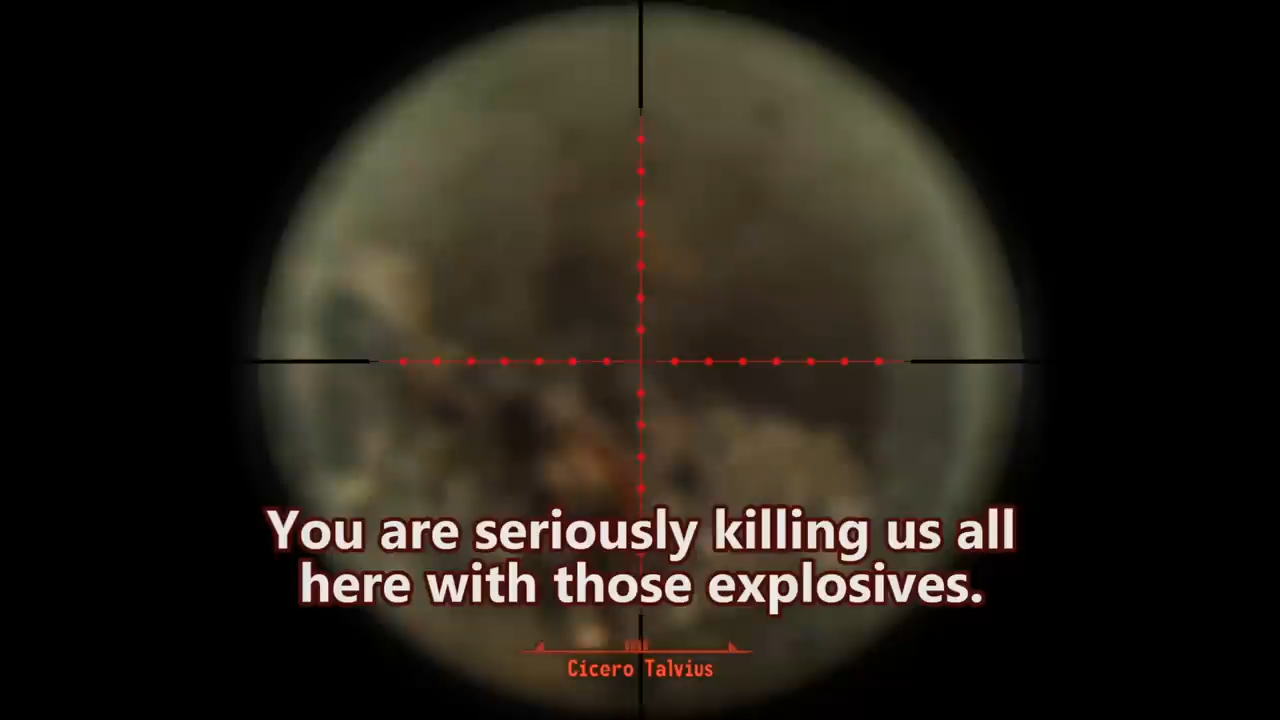 You are seriously killing us all
here with those explosives.
Cicero Talvius